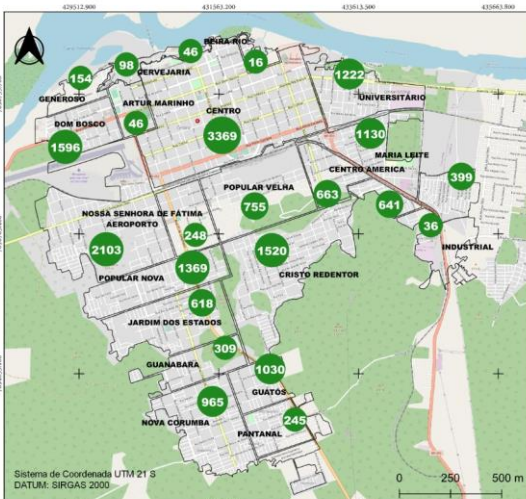 429512.900 431563.200 433613.500 435663.800
BEIRA RIO
46
98
16
CERVEJARIA
154
1222
GENEROSO
UNIVERSITÁRIO
ARTUR MARINHO
CENTRO
DOM BOSCO
46
3369
1130
1596
MARIA LEITE
CENTRO AMERICA
399
POPULAR VELHA
663
641
755
NOSSA SENHORA DE FÁTIMA
AEROPORTO
36
248
2103
1520
INDUSTRIAL
1369
POPULAR NOVA
CRISTO REDENTOR
618
JARDIM DOS ESTADOS
309
GUANABARA
1030
GUATÓS
965
245
NOVA CORUMBA
PANTANAL
Sistema de Coordenada UTM 21 S
DATUM: SIRGAS 2000
0 250 500 m